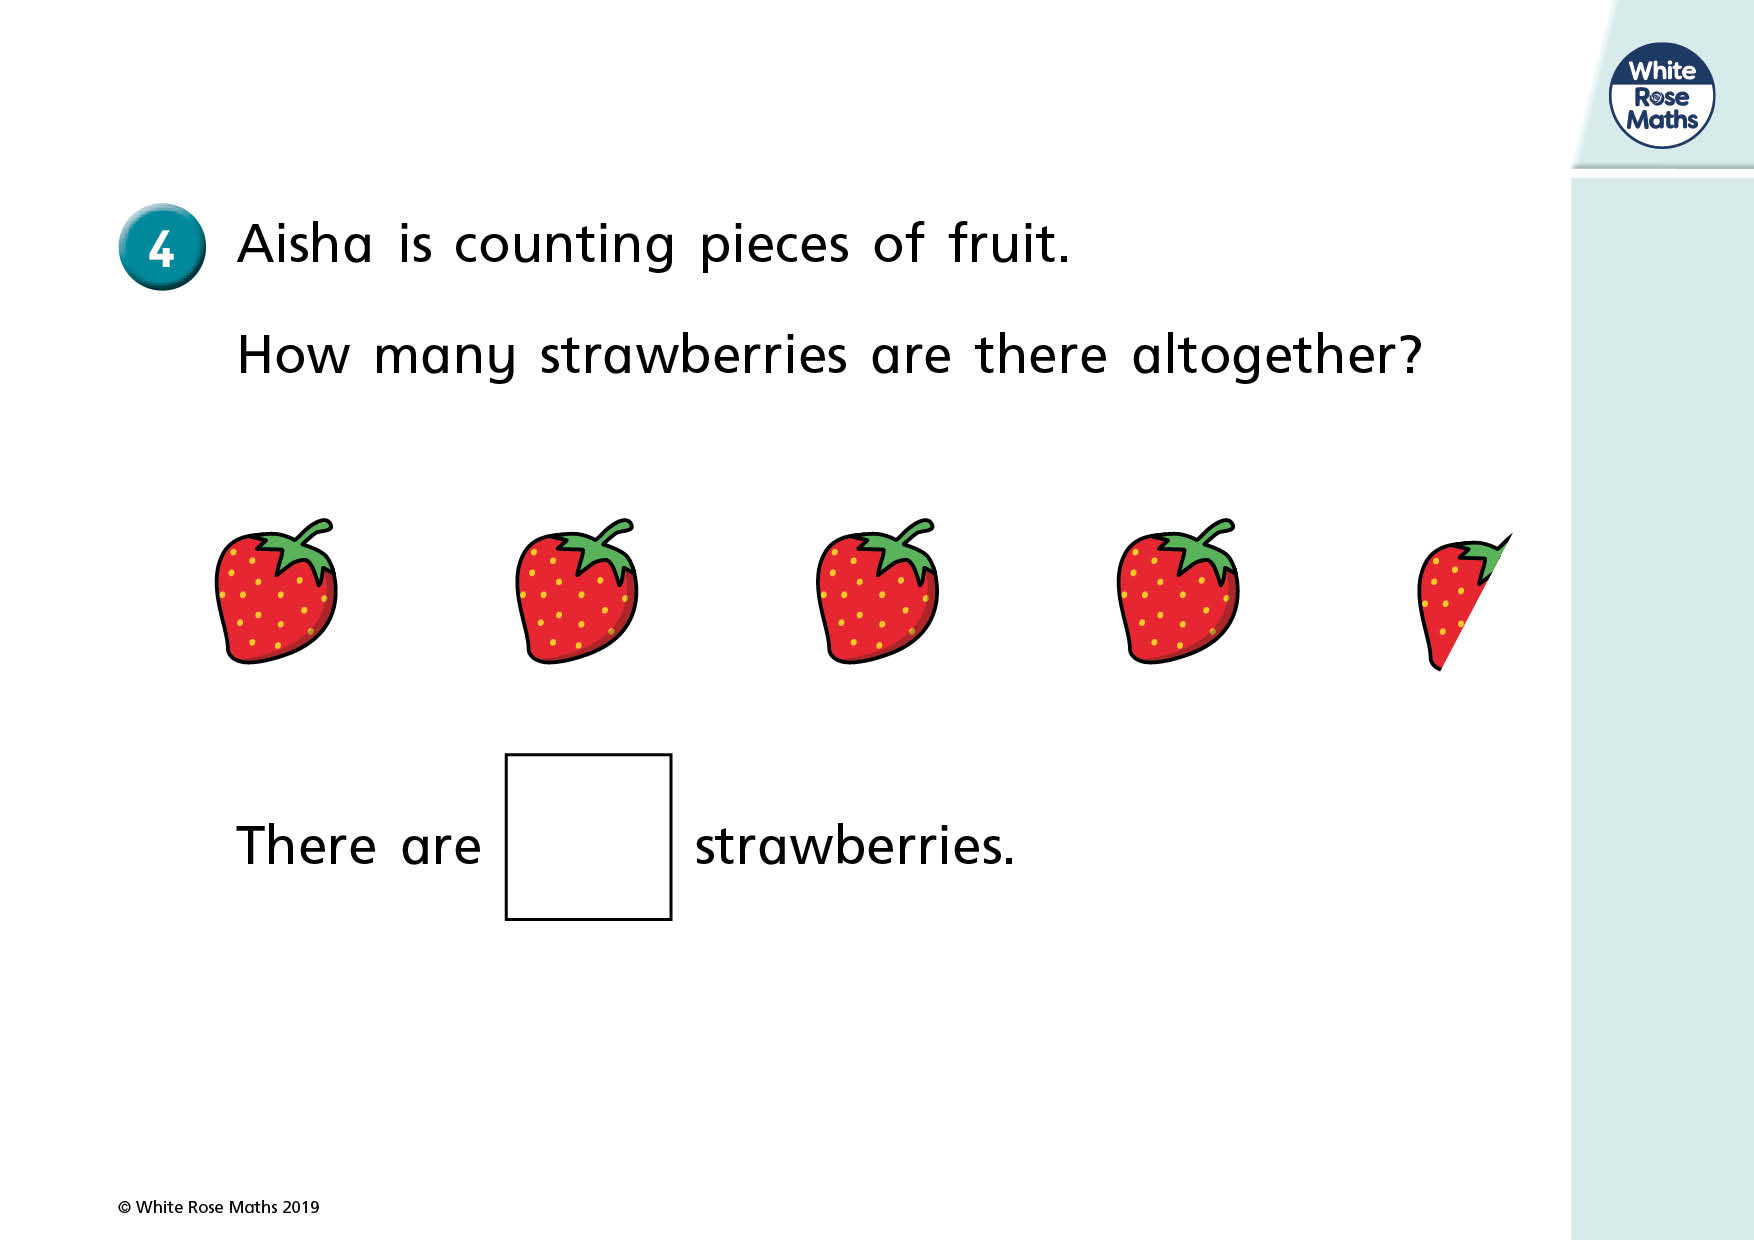 White
Rose
Maths
4 Aisha is counting pieces of fruit.
How many strawberries are there altogether?
There are strawberries.
© White Rose Maths 2019